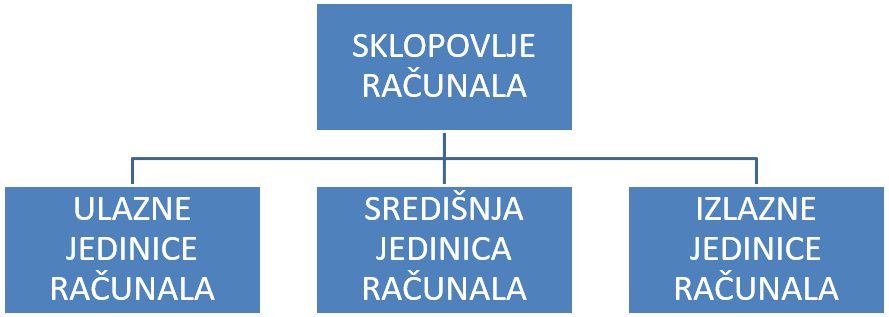 SKLOPOVLJE
RAČUNALA
ULAZNE
JEDINICE
RAČUNALA
SREDIŠNJA
JEDINICA
RAČUNALA
IZLAZNE
JEDINICE
RAČUNALA